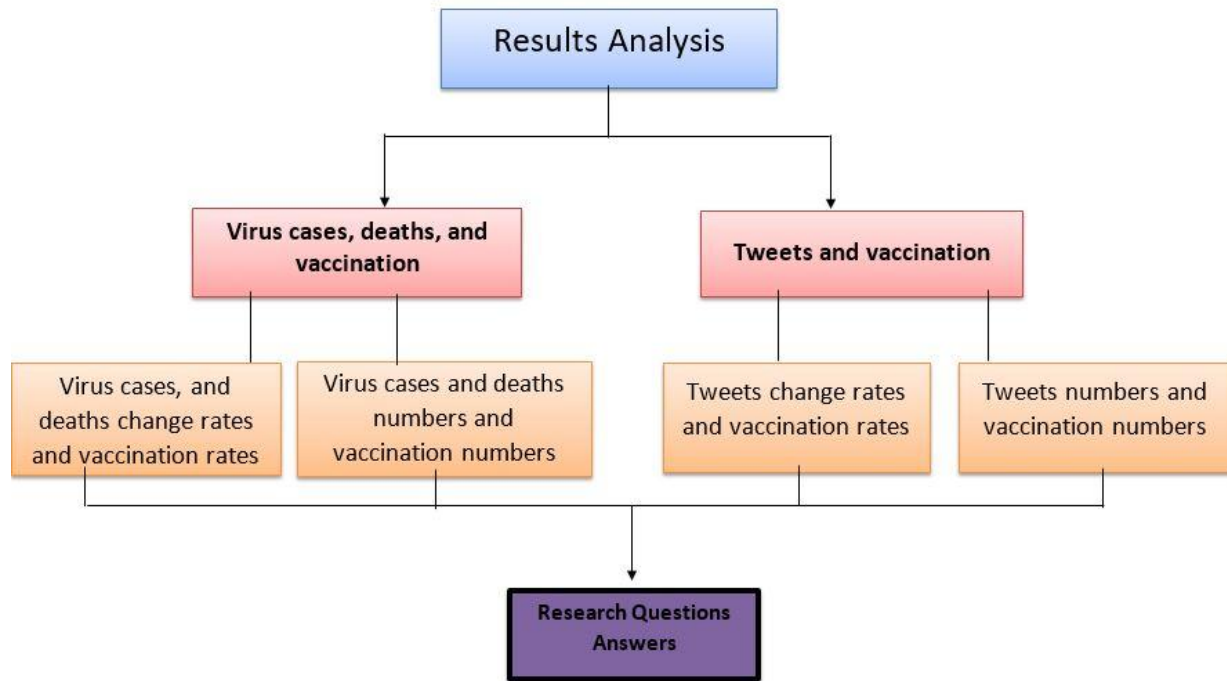 Results Analysis
Virus cases, deaths, and
vaccination
Tweets and vaccination
Virus cases, and
deaths change rates
and vaccination rates
Virus cases and deaths
numbers and
vaccination numbers
Tweets change rates
and vaccination rates
Tweets numbers and
vaccination numbers
Research Questions
Answers